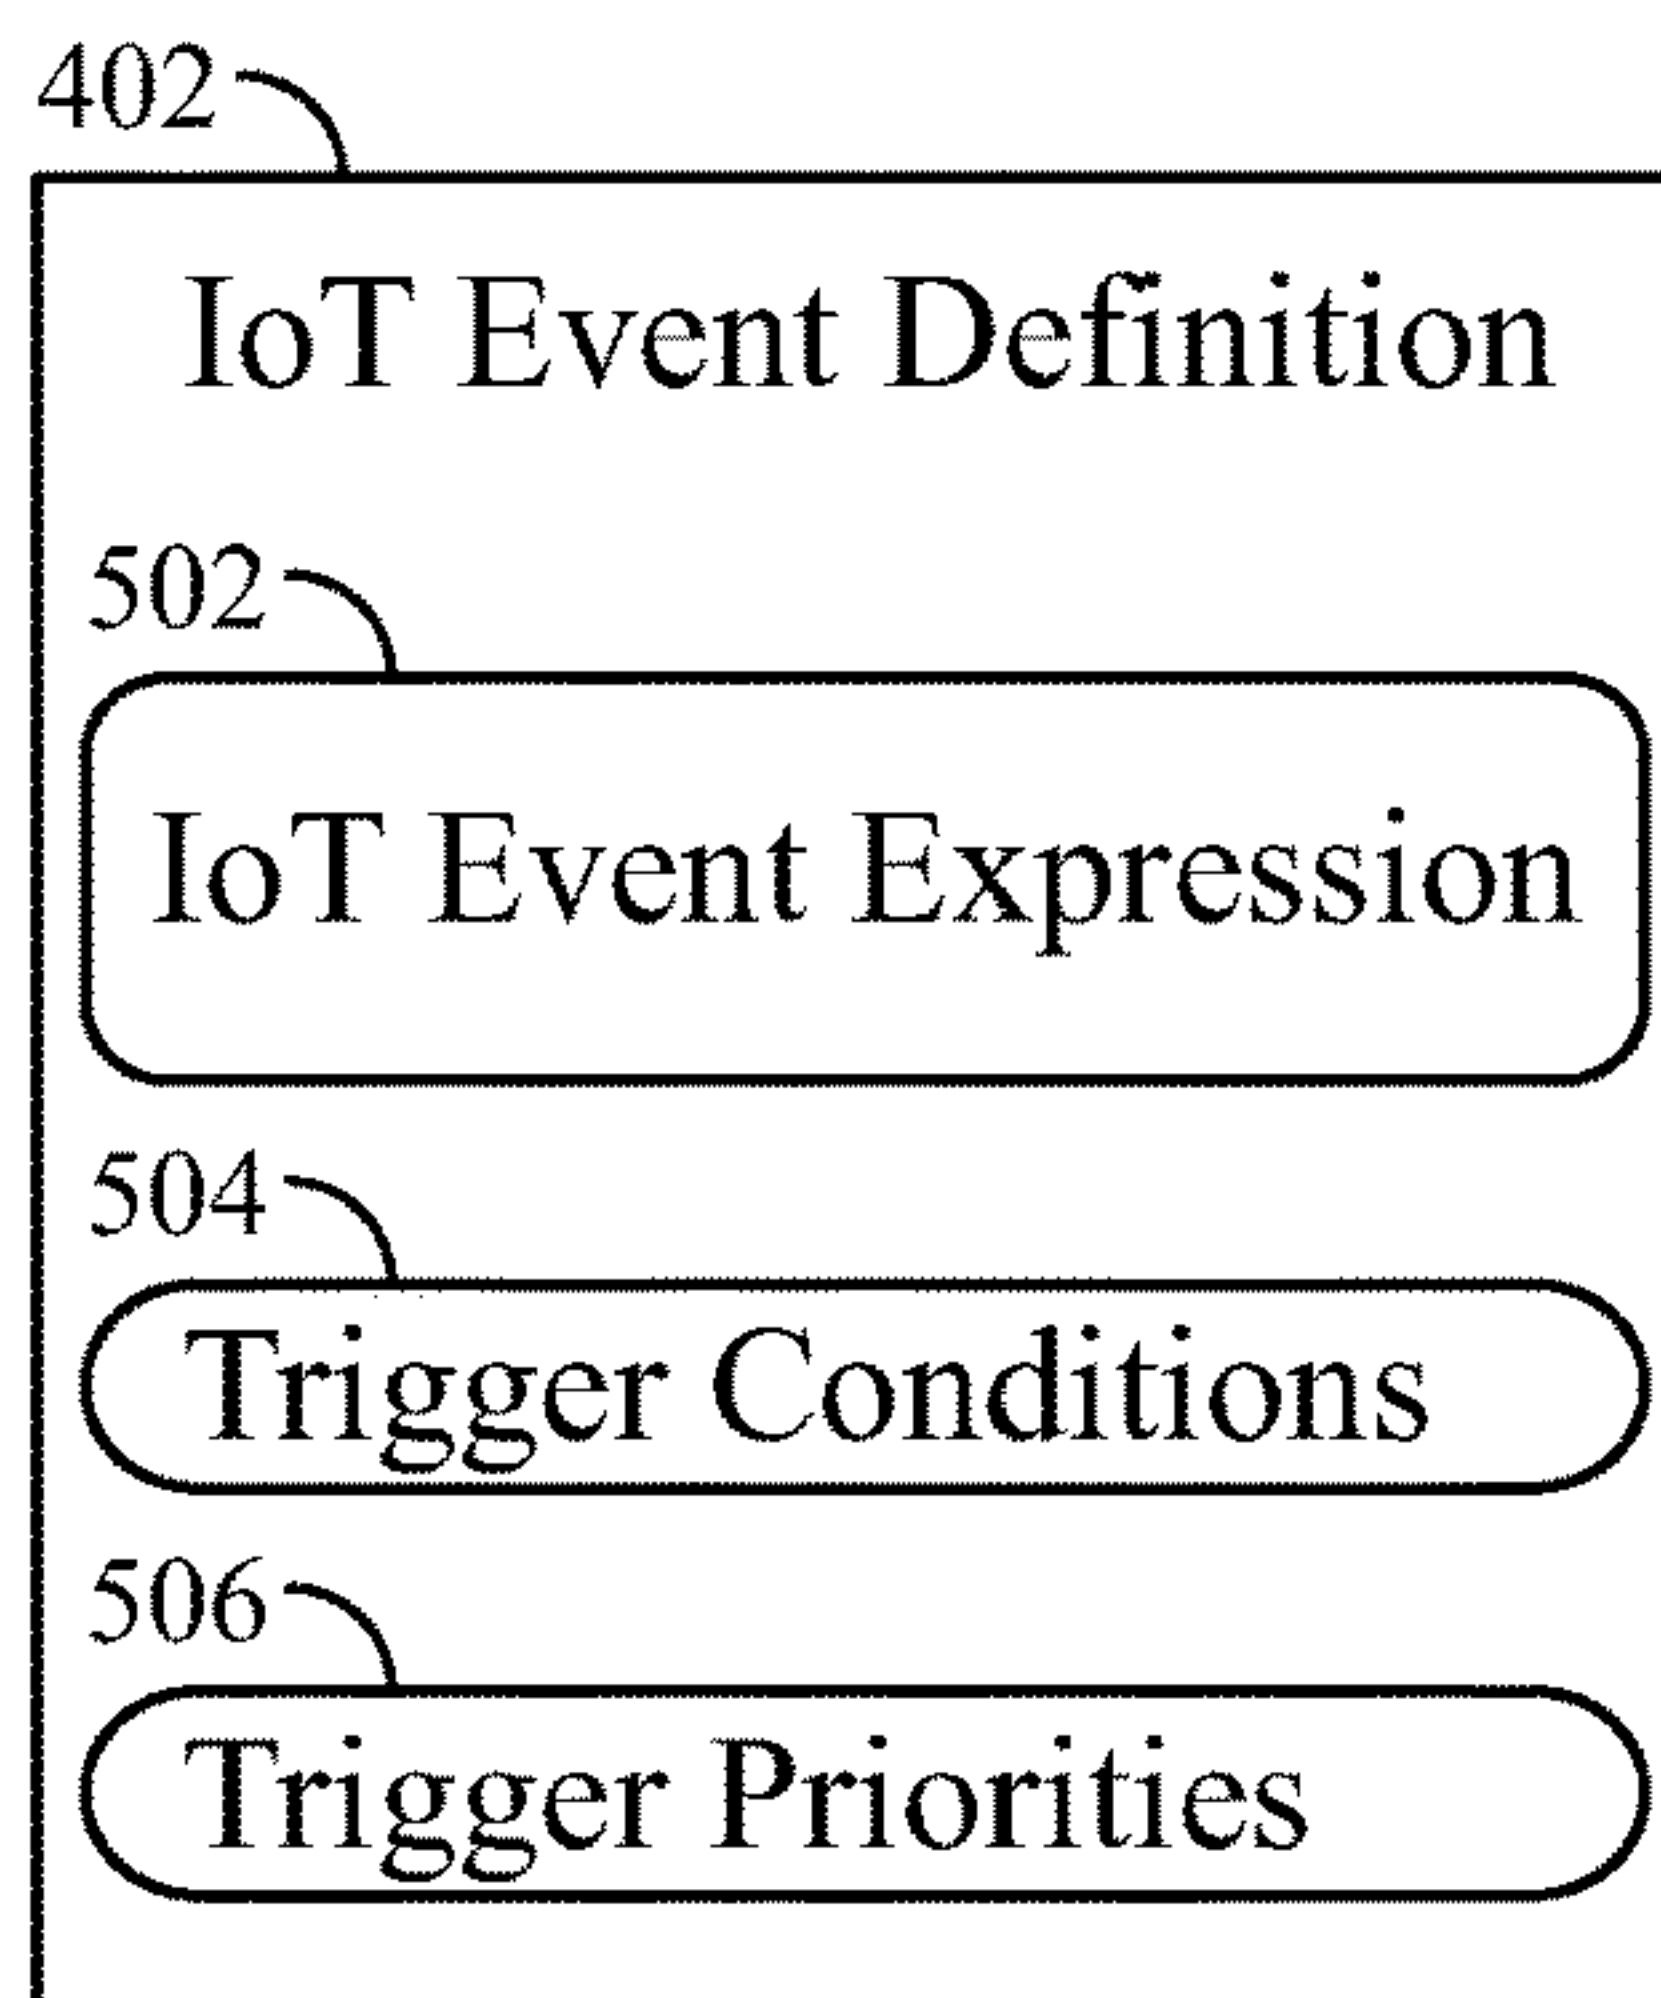 402
IoT Event Definition
502
IoT Event Expression
504
Trigger Conditions
506
Trigger Priorities